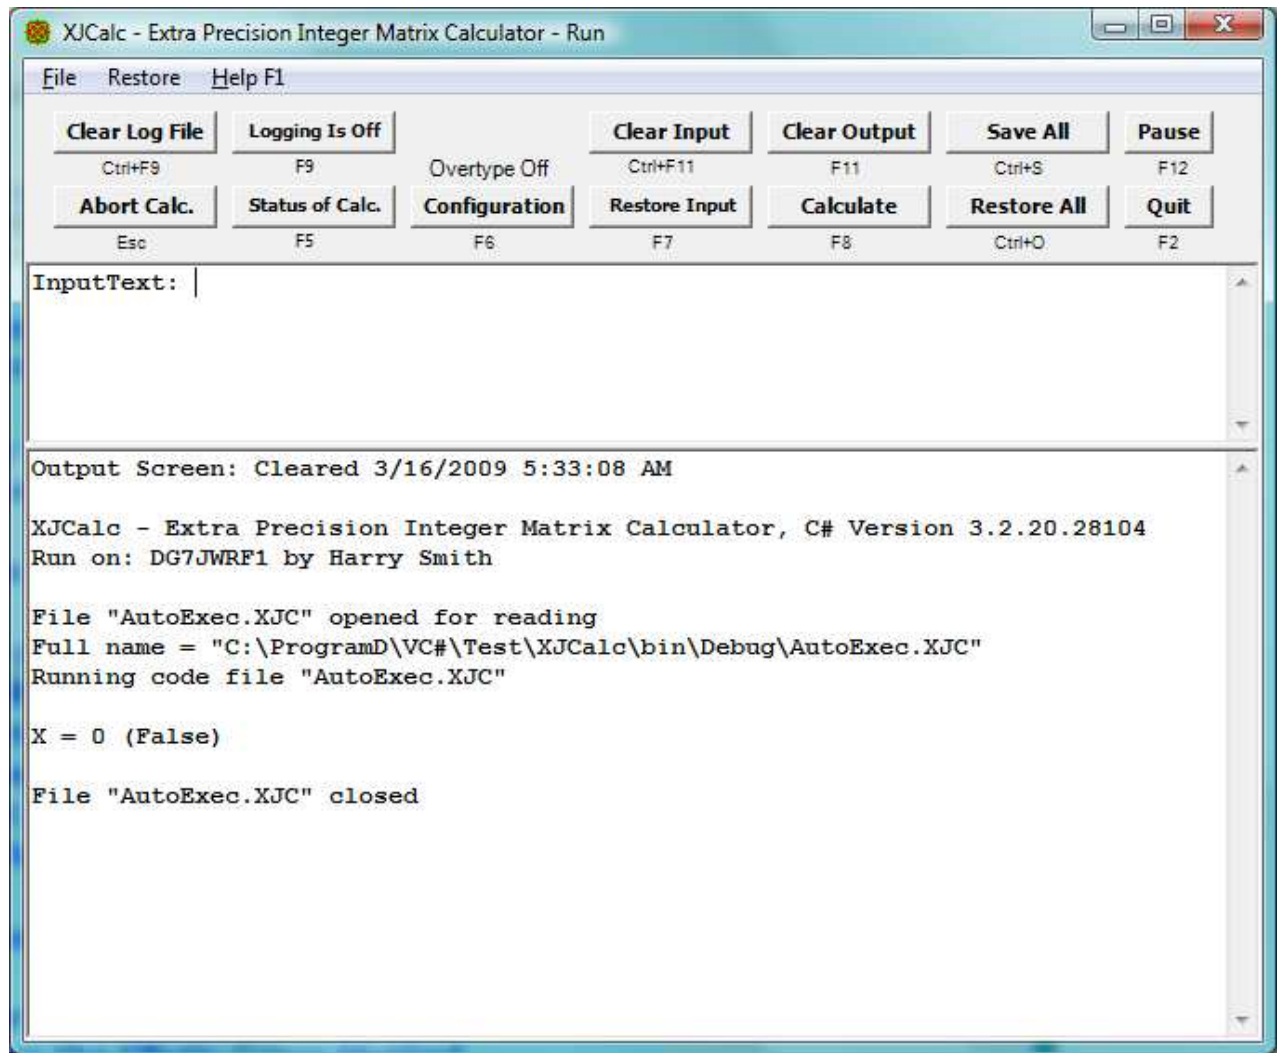 XJCalc - Extra Precision Integer Matrix Calculator - Run
File Restore Help F1
Clear Log File Logging Is Off Clear Input Clear Output Save All Pause
Ctrl+F9 F9 Overtype Off Ctrl+F11 F11 Ctrl+S F12
Abort Calc. Status of Calc. Configuration Restore Input Calculate Restore All Quit
Esc F5 F6 F7 F8 Ctrl+O F2
InputText:
Output Screen: Cleared 3/16/2009 5:33:08 AM
XJCalc - Extra Precision Integer Matrix Calculator, C# Version 3.2.20.28104
Run on: DG7JWRF1 by Harry Smith
File "AutoExec.XJC" opened for reading
Full name = "C:\ProgramD\VC#\Test\XJCalc\bin\Debug\AutoExec.XJC"
Running code file "AutoExec.XJC"
X = 0 (False)
File "AutoExec.XJC" closed